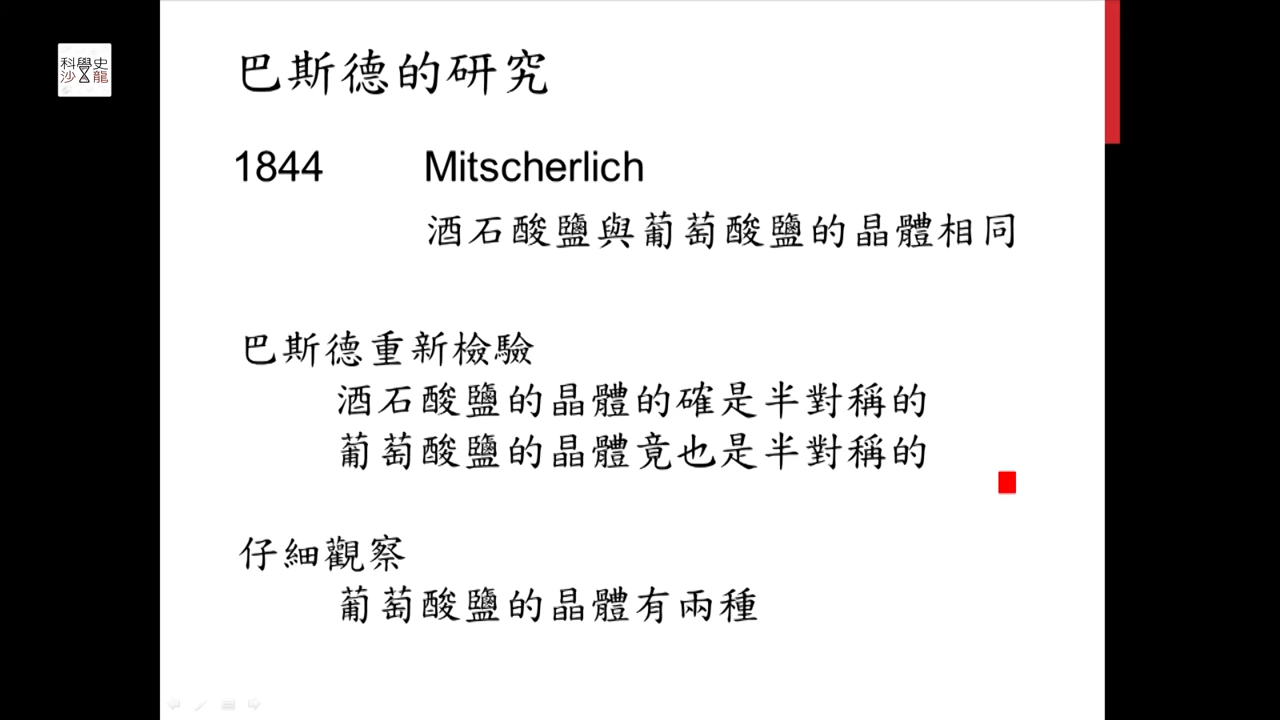 科學史
沙龍
巴斯德的研究
1844 Mitscherlich
酒石酸鹽與葡萄酸鹽的晶體相同
巴斯德重新檢驗
酒石酸鹽的晶體的確是半對稱的
葡萄酸鹽的晶體竟也是半對稱的
仔細觀察
葡萄酸鹽的晶體有兩種